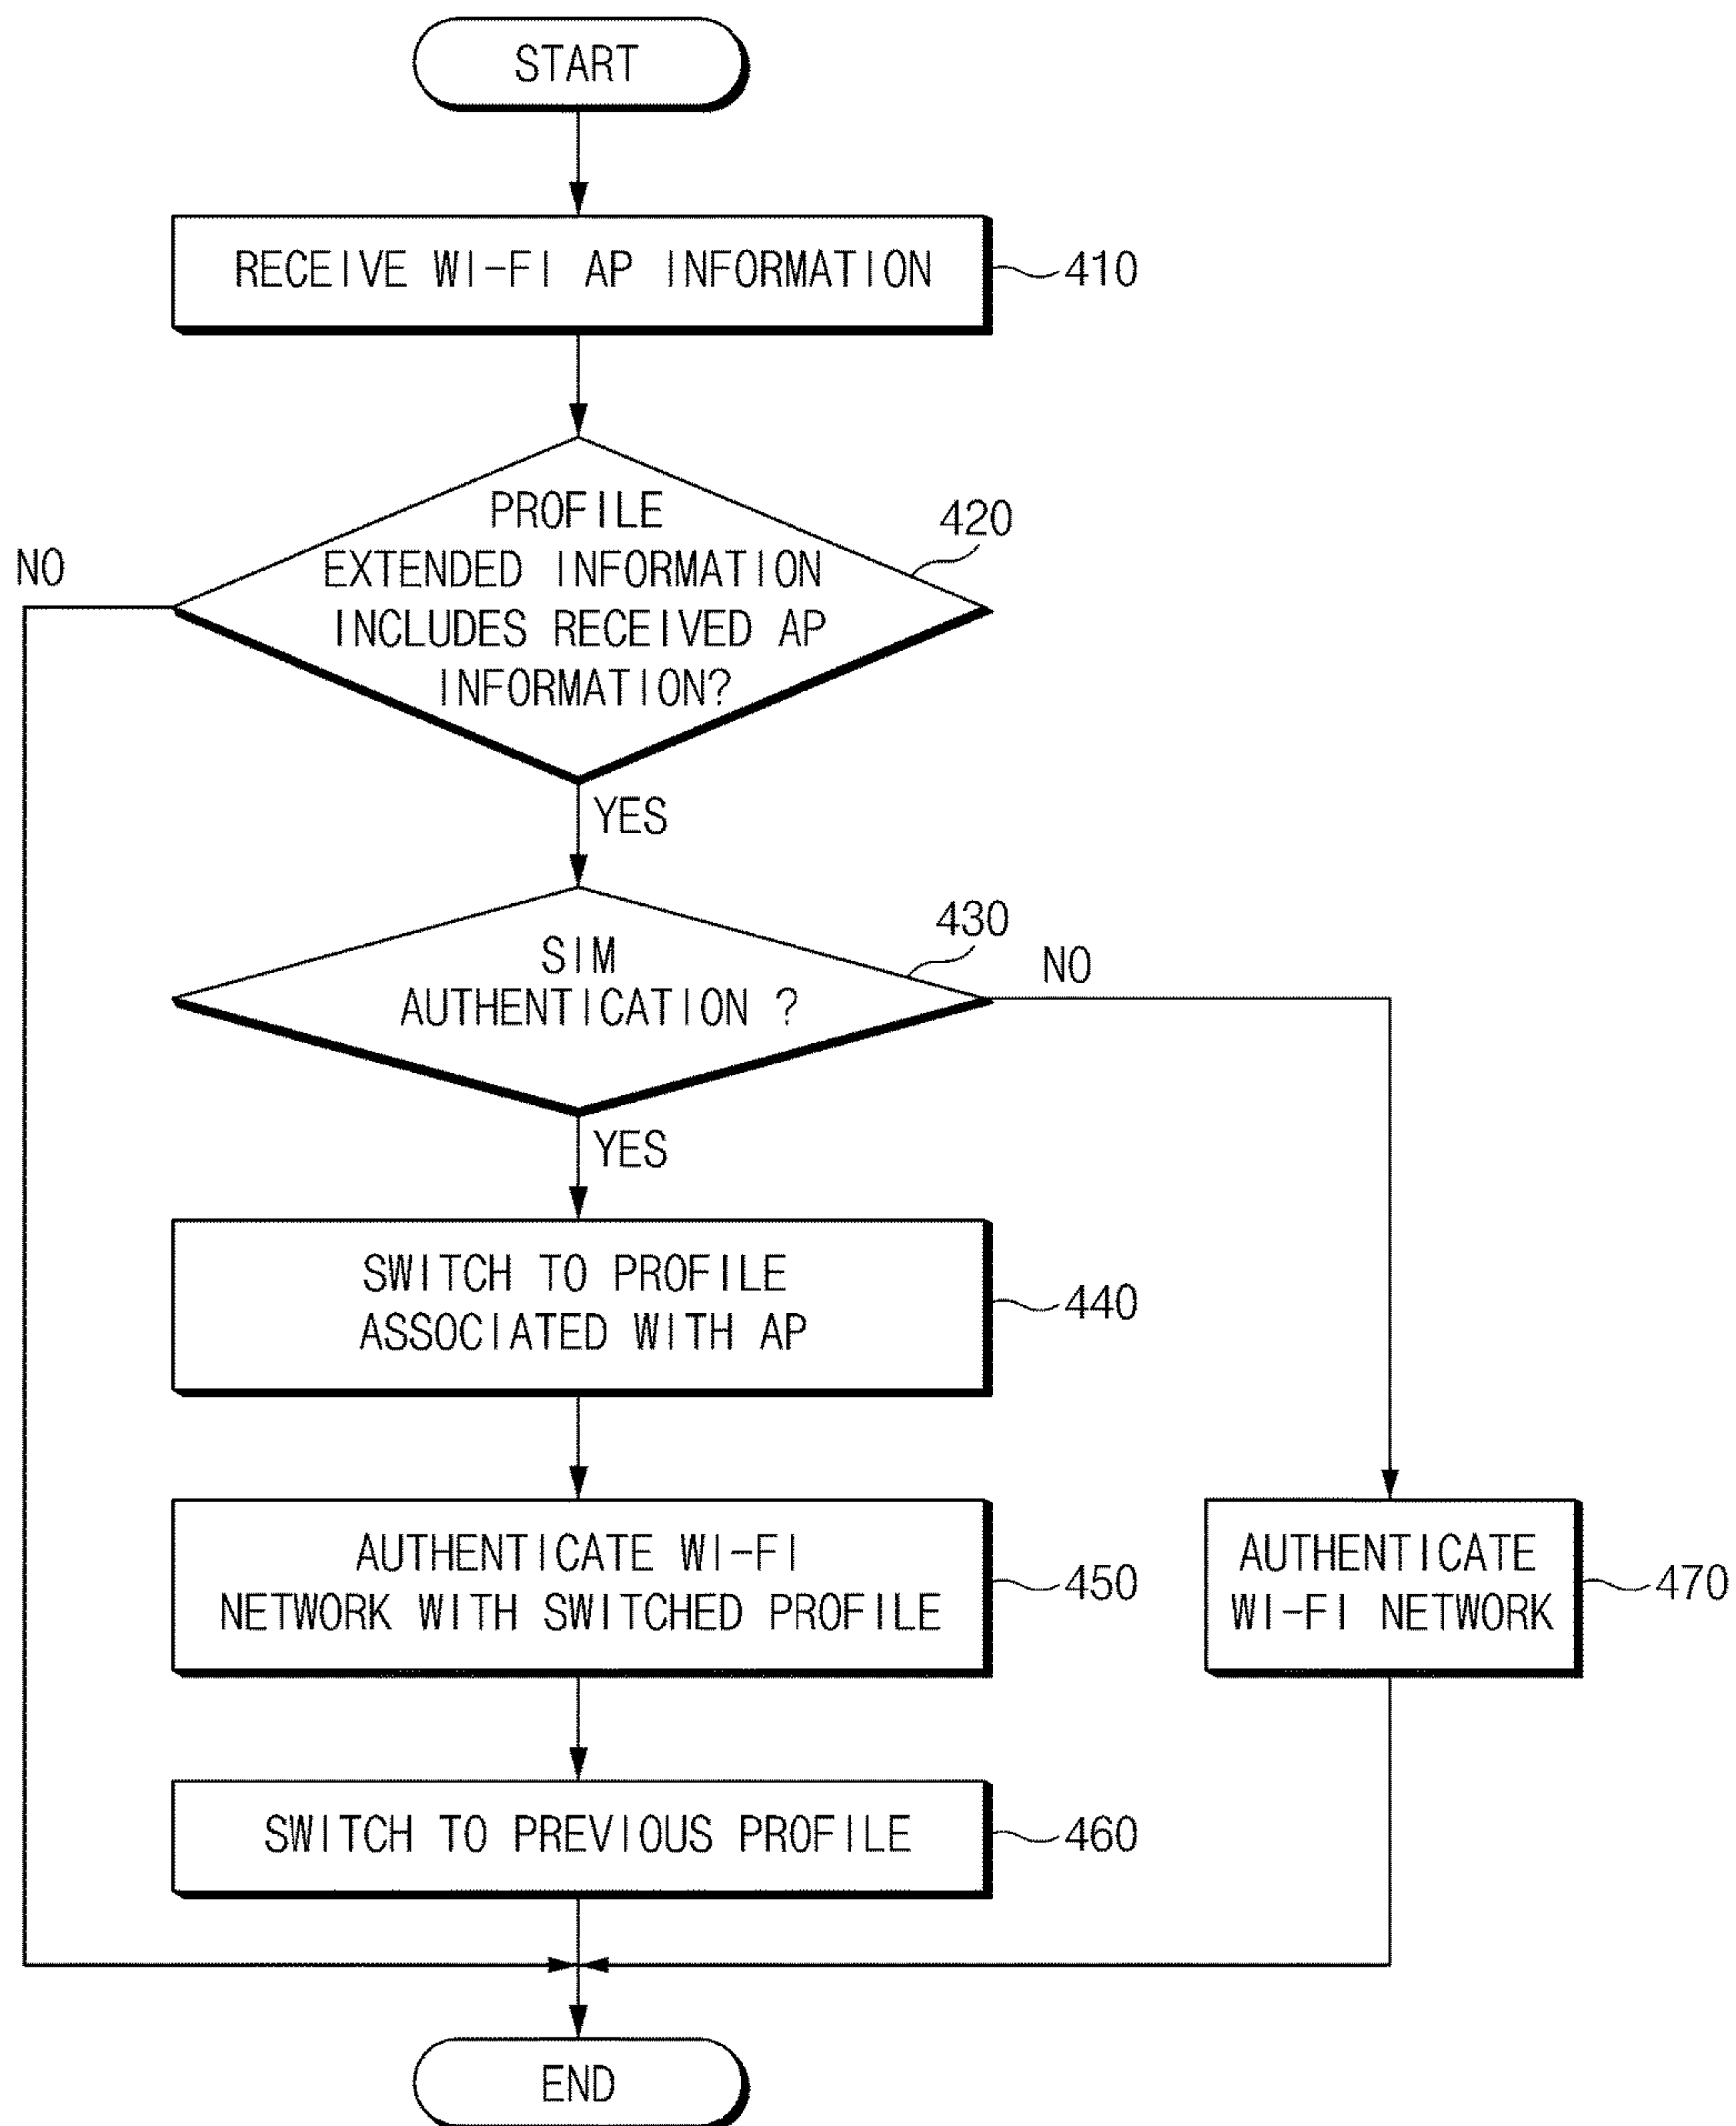 START
RECEIVE WI-FI AP INFORMATION
410
PROFILE
EXTENDED INFORMATION
INCLUDES RECEIVED AP
INFORMATION?
420
NO
YES
SIM
AUTHENTICATION ?
430
NO
YES
SWITCH TO PROFILE
ASSOCIATED WITH AP
440
AUTHENTICATE WI-FI
NETWORK WITH SWITCHED PROFILE
450
AUTHENTICATE
WI-FI NETWORK
470
SWITCH TO PREVIOUS PROFILE
460
END